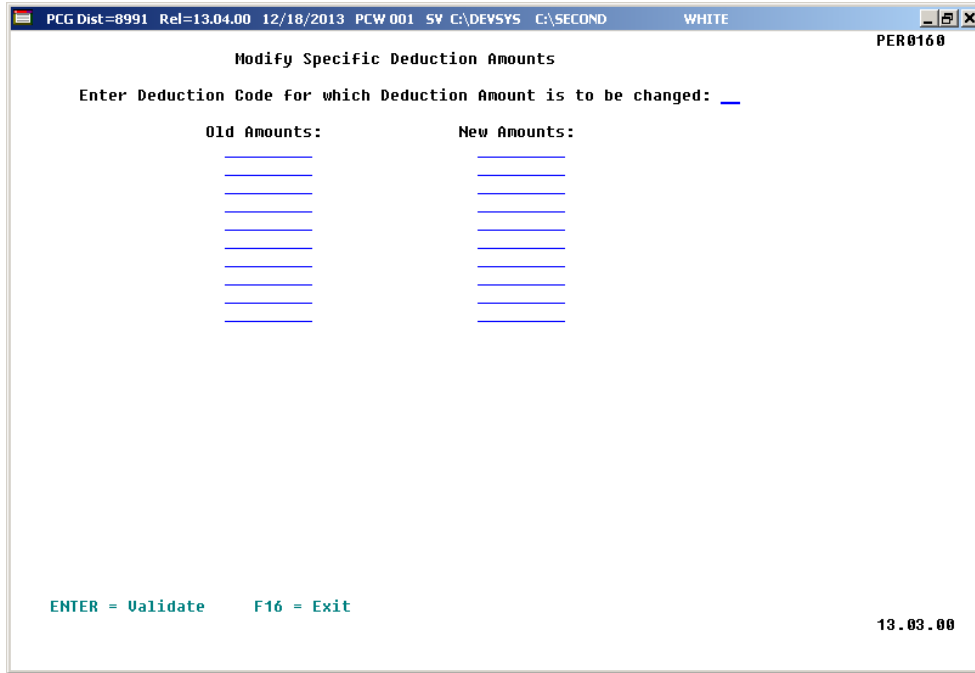 PCG Dist=8991 Rel=13.04.00 12/18/2013 PCW 001 SV C:\DEVSYS C:\SECOND WHITE
PER0160
Modify Specific Deduction Amounts
Enter Deduction Code for which Deduction Amount is to be changed: __
Old Amounts: New Amounts:
ENTER = Validate F16 = Exit
13.03.00